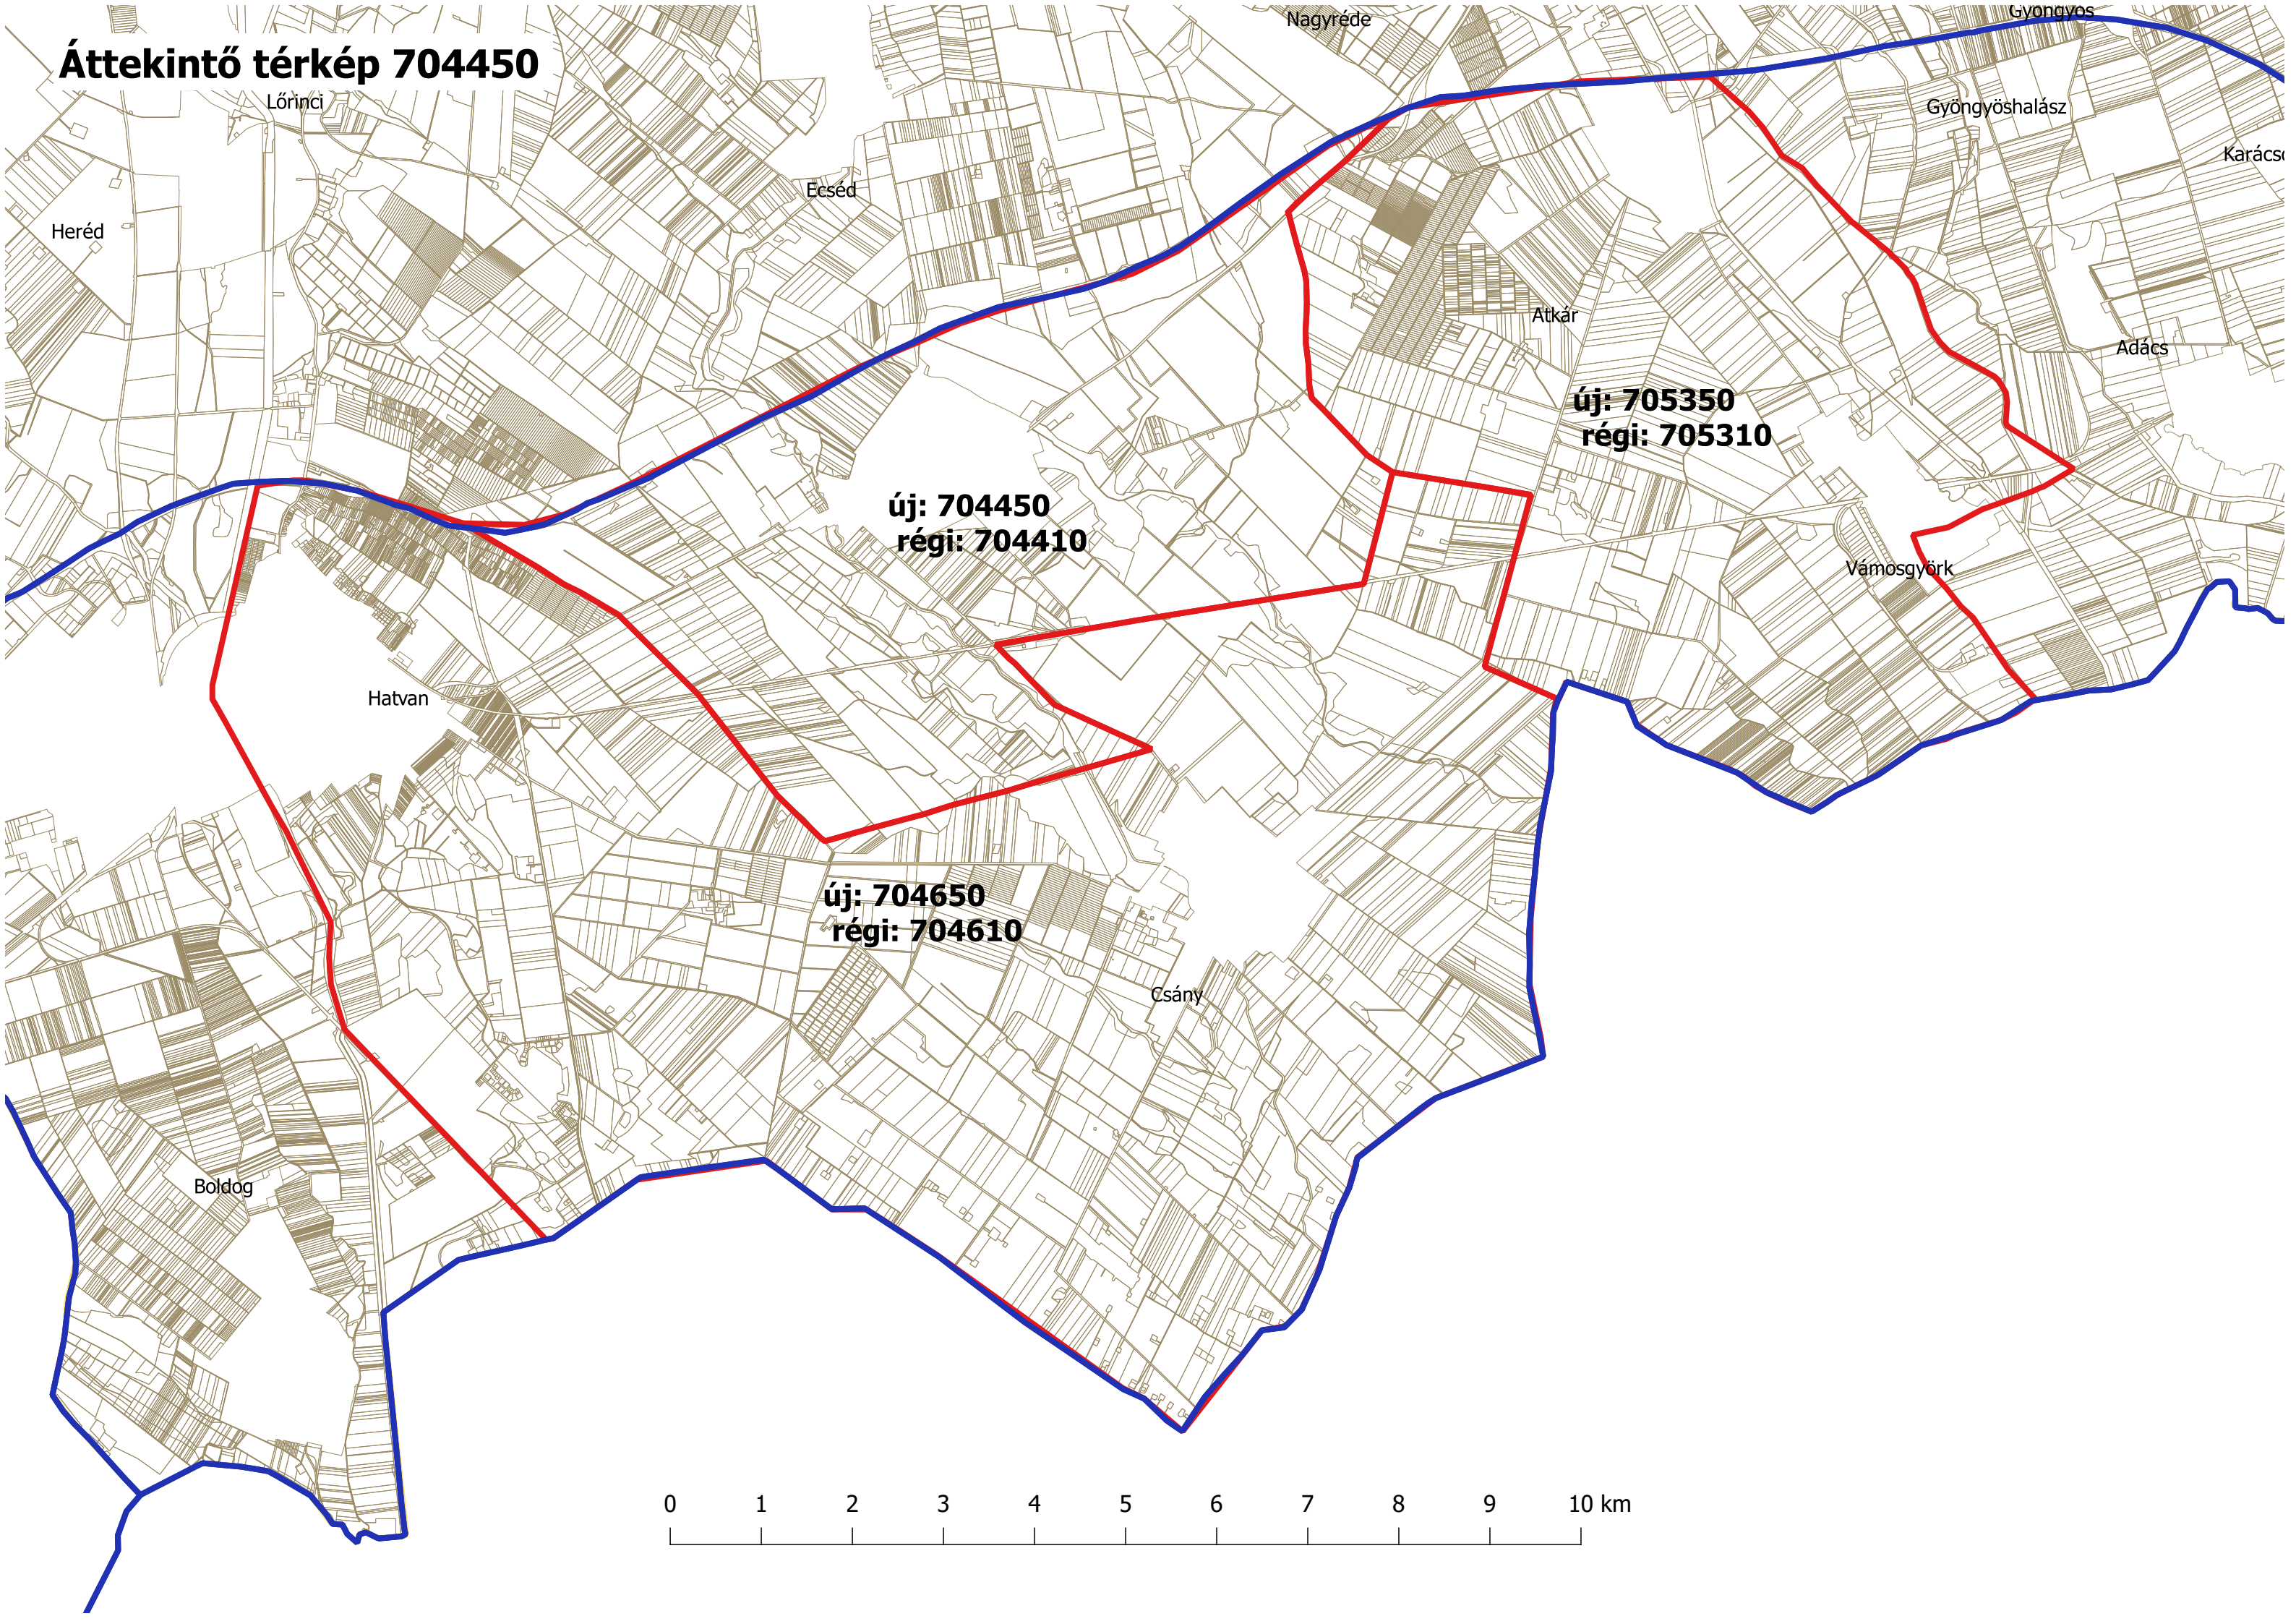 Gyöngyös
Nagyréde
Áttekintő térkép 704450
Lőrinci
Gyöngyöshalász
Karácso
Ecséd
Heréd
Atkár
Adács
új: 705350
régi: 705310
új: 704450
régi: 704410
Vámosgyörk
Hatvan
új: 704650
régi: 704610
Csány
Boldog
0 1 2 3 4 5 6 7 8 9 10 km